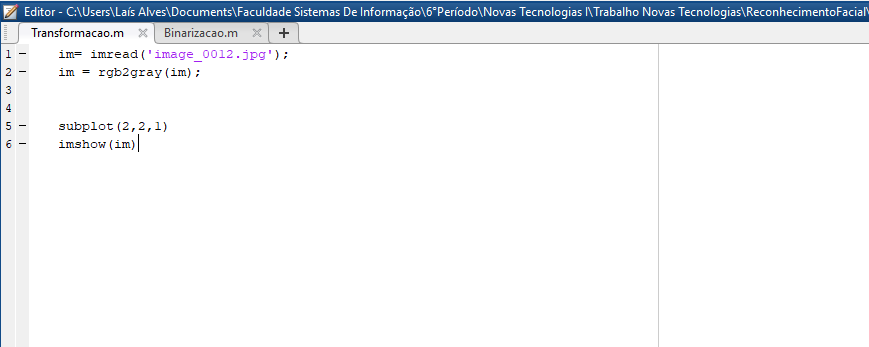 Editor - C:\Users\Laís Alves\Documents\Faculdade Sistemas De Informação\6°Período\Novas Tecnologias I\Trabalho Novas Tecnologias\ReconhecimentoFacial\
Transformacao.m × Binarizacao.m × +
1 – im= imread('image_0012.jpg');
2 – im = rgb2gray(im);
3
4
5 – subplot(2,2,1)
6 – imshow(im)